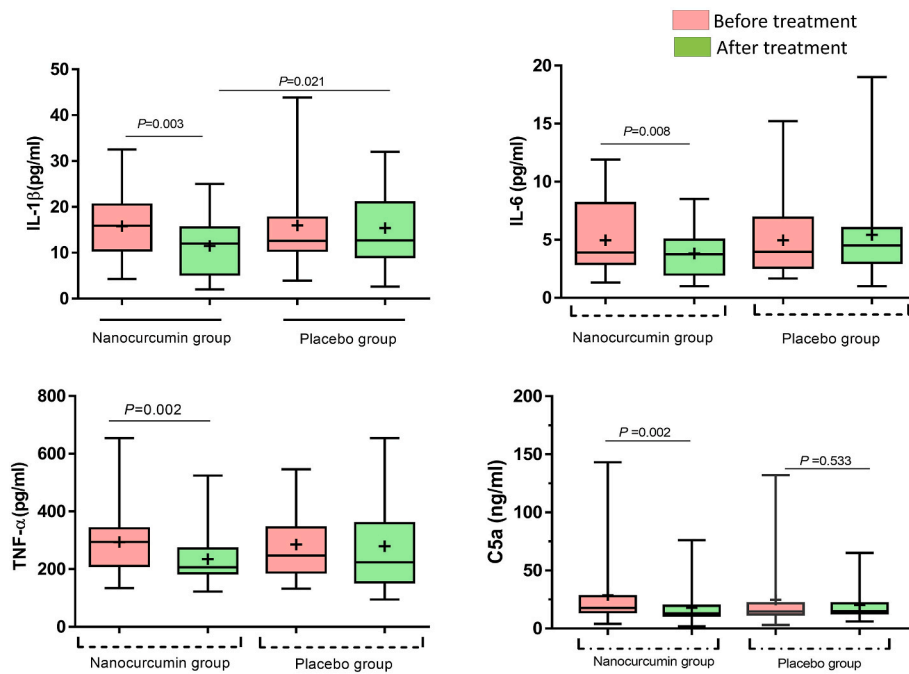 Before treatment
After treatment
IL-1β(pg/ml)
50
40
30
20
10
0
P=0.003
P=0.021
Nanocurcumin group
Placebo group
IL-6 (pg/ml)
20
15
10
5
0
P=0.008
Nanocurcumin group
Placebo group
TNF-α(pg/ml)
800
600
400
200
0
P=0.002
Nanocurcumin group
Placebo group
C5a (ng/ml)
200
150
100
50
0
P =0.002
P =0.533
Nanocurcumin group
Placebo group